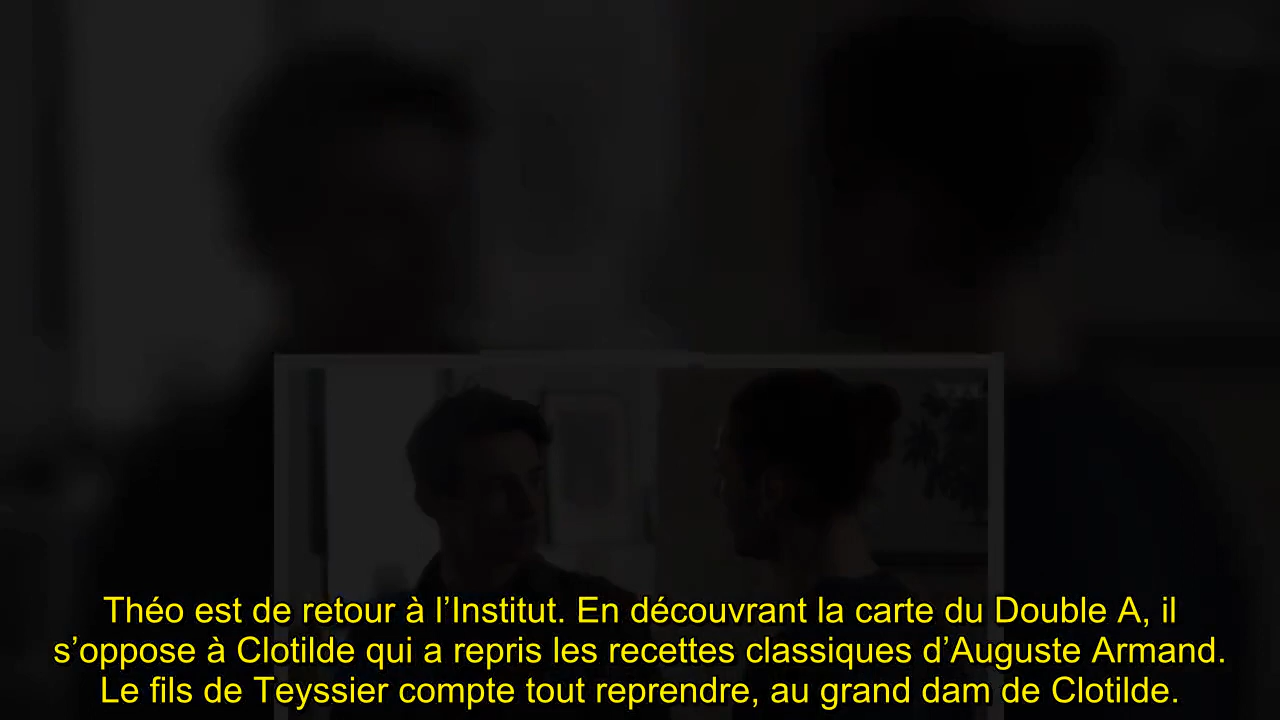 Théo est de retour à l’Institut. En découvrant la carte du Double A, il
s’oppose à Clotilde qui a repris les recettes classiques d’Auguste Armand.
Le fils de Teyssier compte tout reprendre, au grand dam de Clotilde.